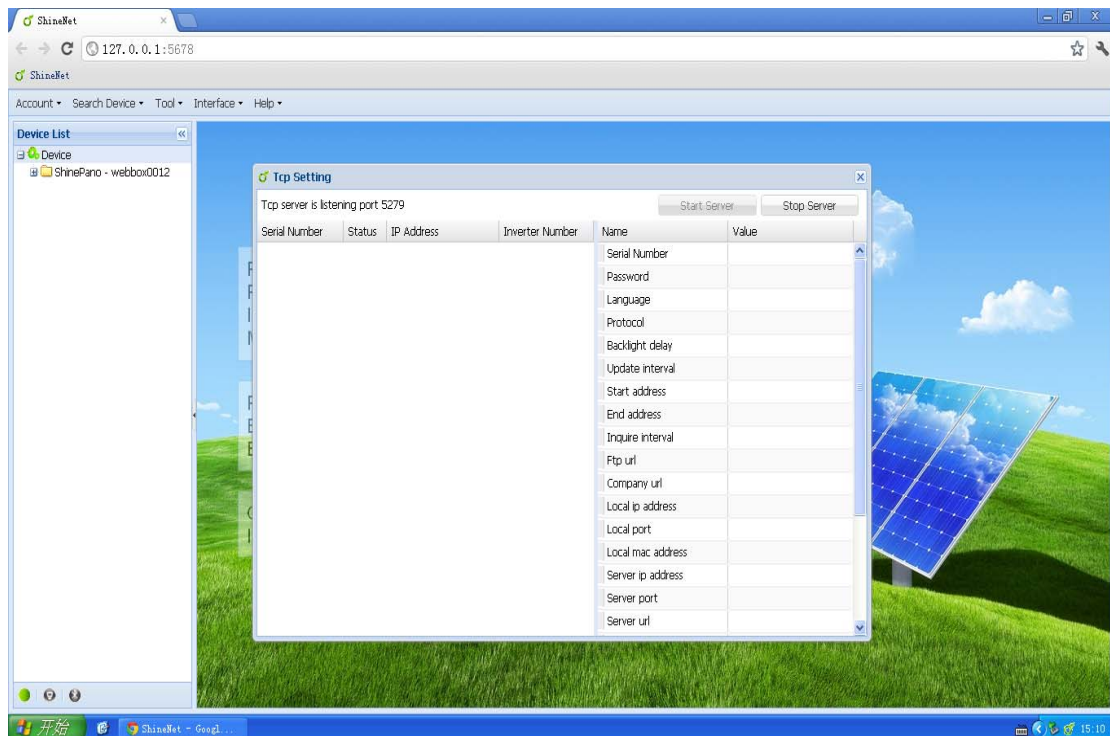 ShineNet
127.0.0.1:5678
ShineNet
Account Search Device Tool Interface Help
Device List
Device
ShinePano - webbox0012
Tcp Setting
Tcp server is listening port 5279
Start Server Stop Server
Serial Number Status IP Address Inverter Number Name Value
Serial Number
Password
Language
Protocol
Backlight delay
Update interval
Start address
End address
Inquire interval
Ftp url
Company url
Local ip address
Local port
Local mac address
Server ip address
Server port
Server url
开始 ShineNet - Googl... 15:10